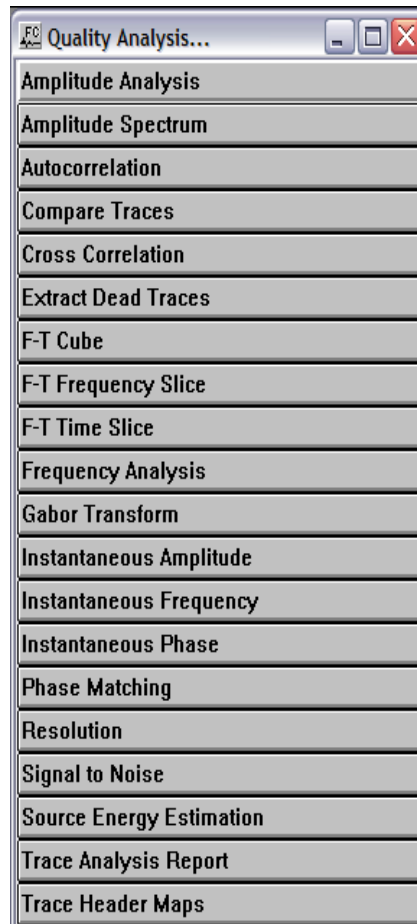 FC
Quality Analysis...
Amplitude Analysis
Amplitude Spectrum
Autocorrelation
Compare Traces
Cross Correlation
Extract Dead Traces
F-T Cube
F-T Frequency Slice
F-T Time Slice
Frequency Analysis
Gabor Transform
Instantaneous Amplitude
Instantaneous Frequency
Instantaneous Phase
Phase Matching
Resolution
Signal to Noise
Source Energy Estimation
Trace Analysis Report
Trace Header Maps